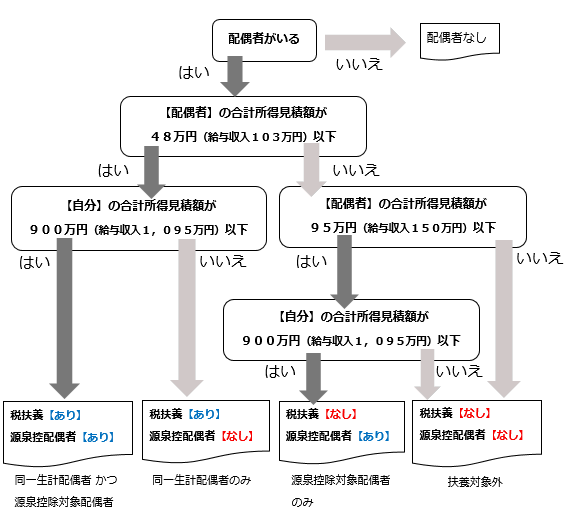 配偶者がいる
配偶者なし
はい
いいえ
【配偶者】の合計所得見積額が
４８万円（給与収入１０３万円）以下
はい
いいえ
【自分】の合計所得見積額が
９００万円（給与収入１，０９５万円）以下
【配偶者】の合計所得見積額が
９５万円（給与収入１５０万円）以下
はい
いいえ
はい
いいえ
【自分】の合計所得見積額が
９００万円（給与収入１，０９５万円）以下
はい
いいえ
税扶養【あり】
源泉控配偶者【あり】
税扶養【あり】
源泉控配偶者【なし】
税扶養【なし】
源泉控配偶者【あり】
税扶養【なし】
源泉控配偶者【なし】
同一生計配偶者 かつ
源泉控除対象配偶者
同一生計配偶者のみ
源泉控除対象配偶者
のみ
扶養対象外